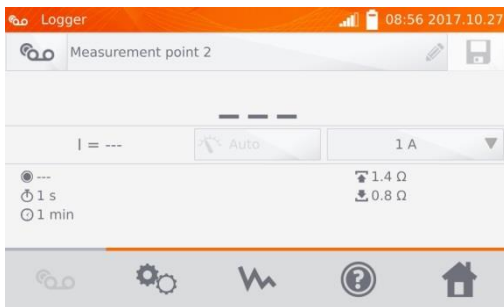 Logger 08:56 2017.10.27
Measurement point 2
---
I = --- Auto 1 A
--- 1.4 Ω
1 s 0.8 Ω
1 min
?